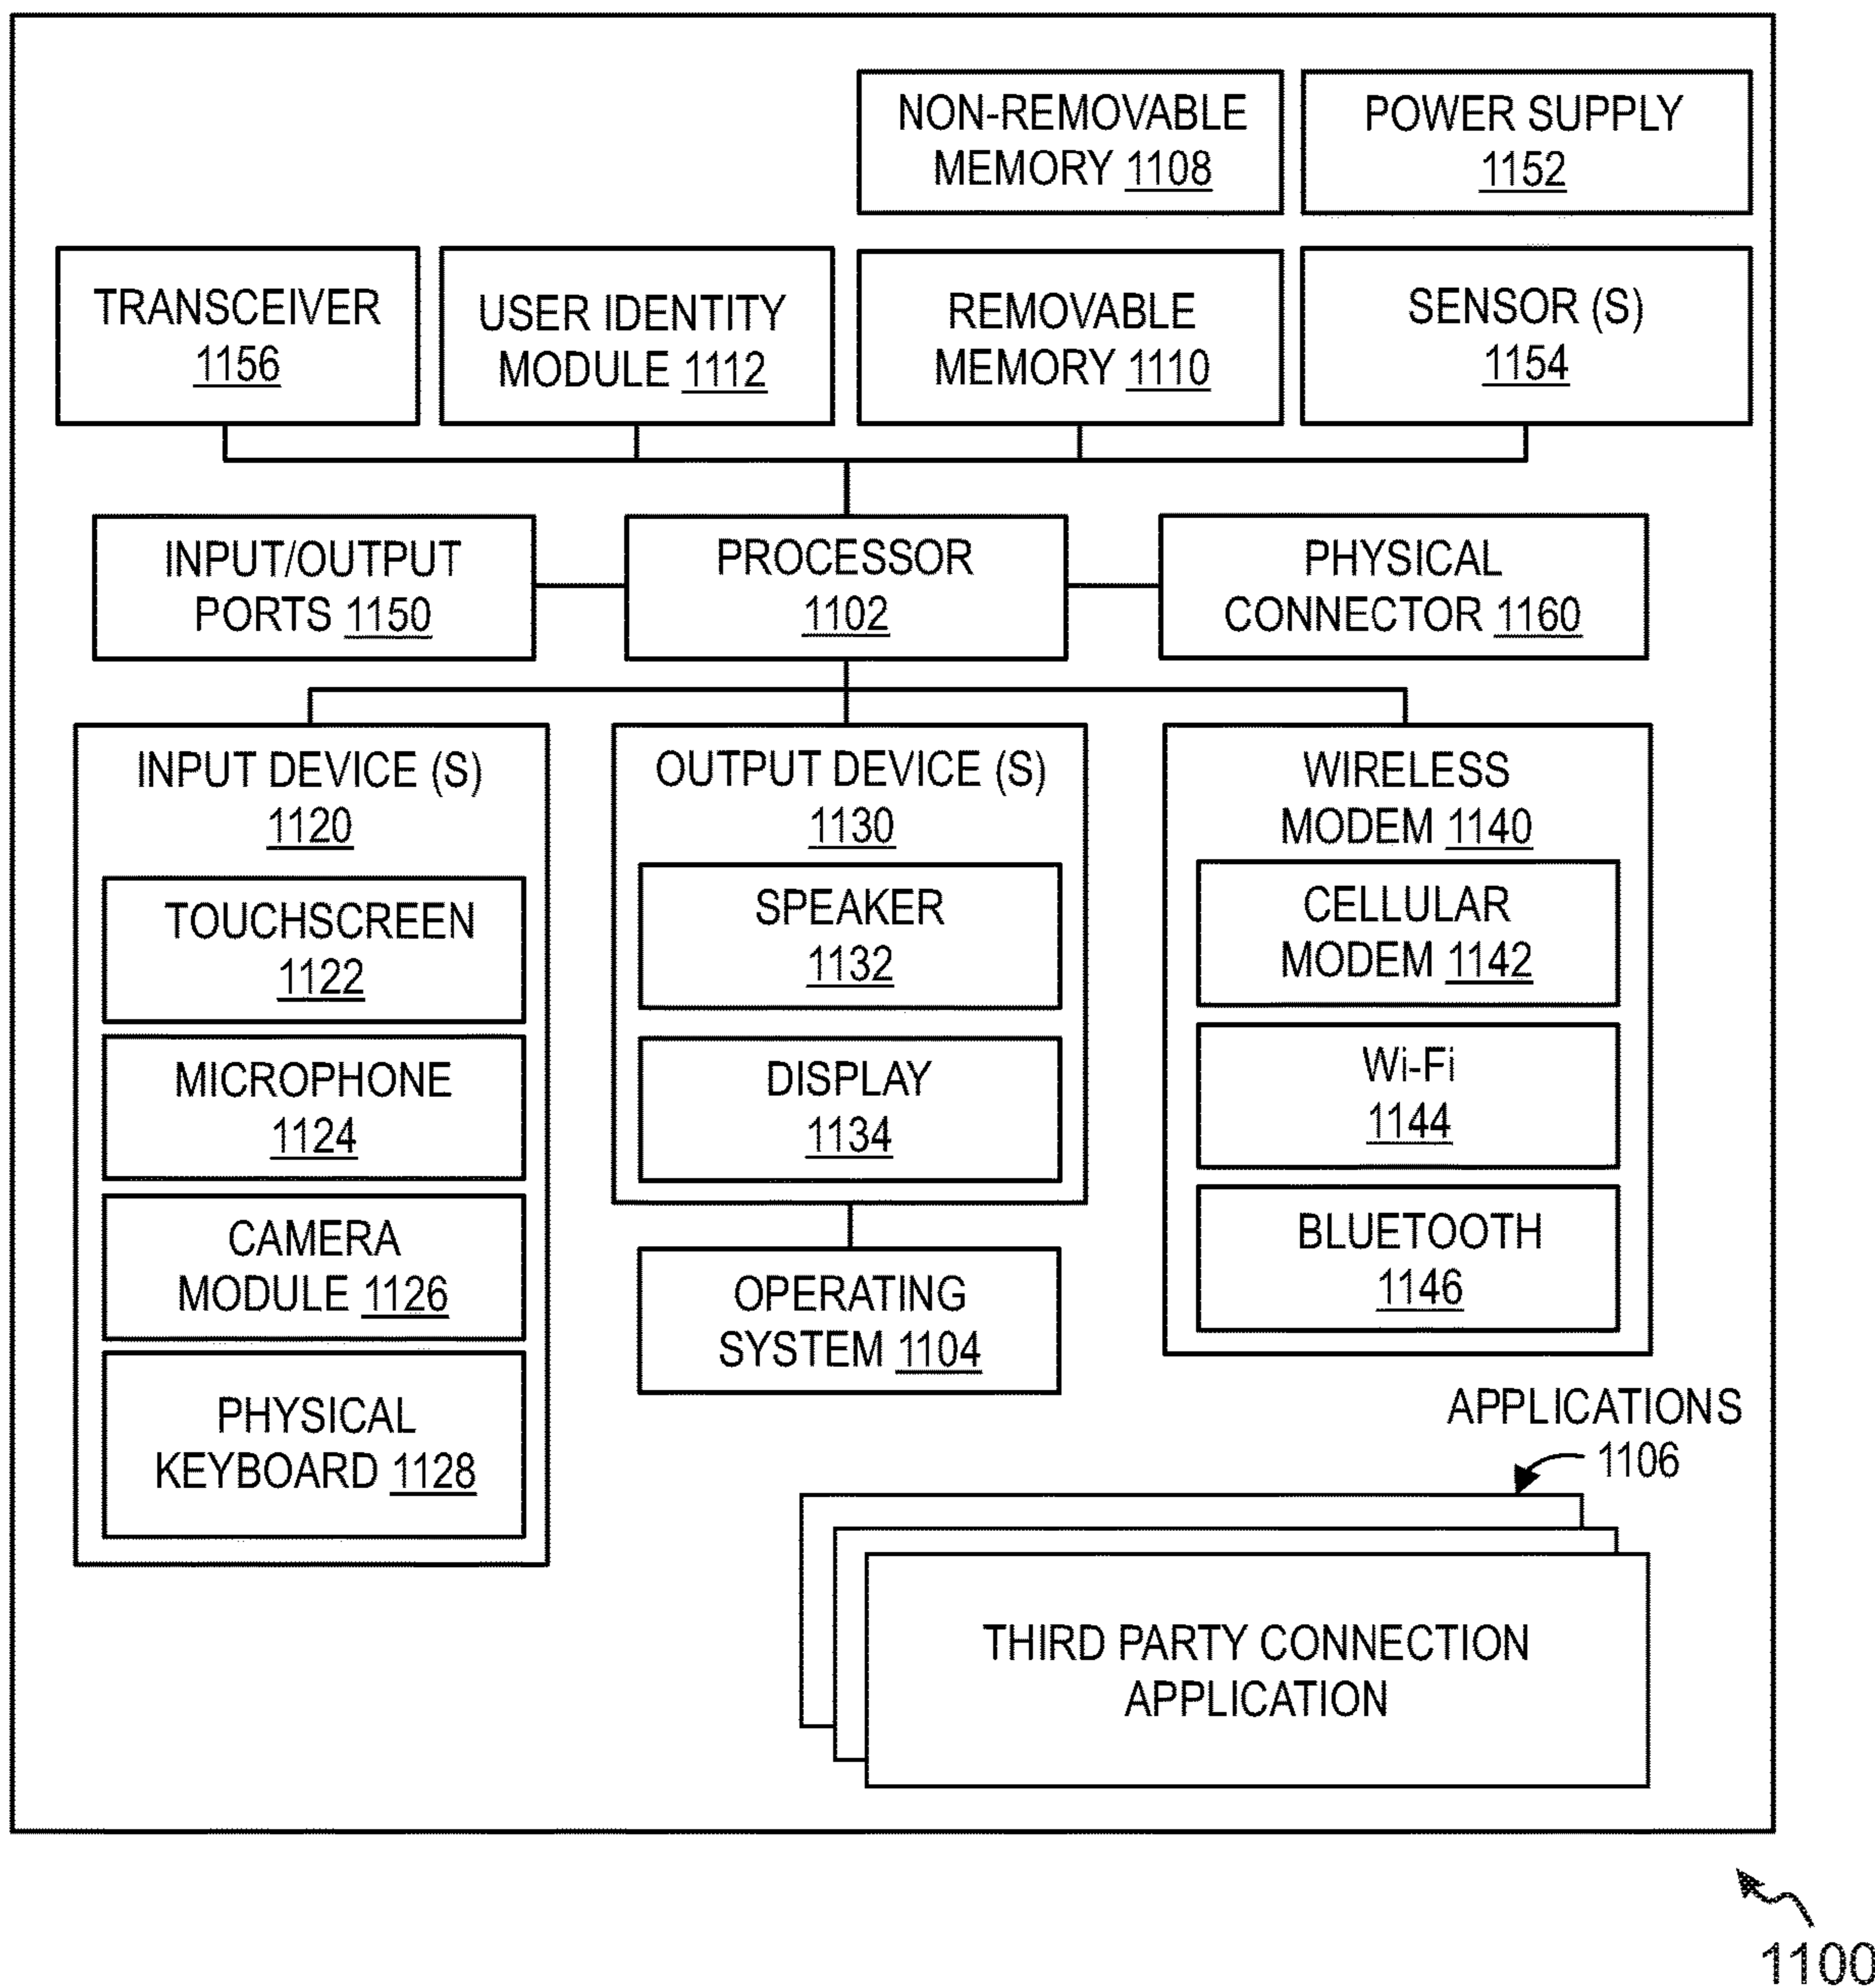 NON-REMOVABLE
MEMORY 1108
POWER SUPPLY
1152
TRANSCEIVER
1156
USER IDENTITY
MODULE 1112
REMOVABLE
MEMORY 1110
SENSOR (S)
1154
INPUT/OUTPUT
PORTS 1150
PROCESSOR
1102
PHYSICAL
CONNECTOR 1160
INPUT DEVICE (S)
1120
TOUCHSCREEN
1122
MICROPHONE
1124
CAMERA
MODULE 1126
PHYSICAL
KEYBOARD 1128
OUTPUT DEVICE (S)
1130
SPEAKER
1132
DISPLAY
1134
OPERATING
SYSTEM 1104
WIRELESS
MODEM 1140
CELLULAR
MODEM 1142
Wi-Fi
1144
BLUETOOTH
1146
APPLICATIONS
1106
THIRD PARTY CONNECTION
APPLICATION
1100